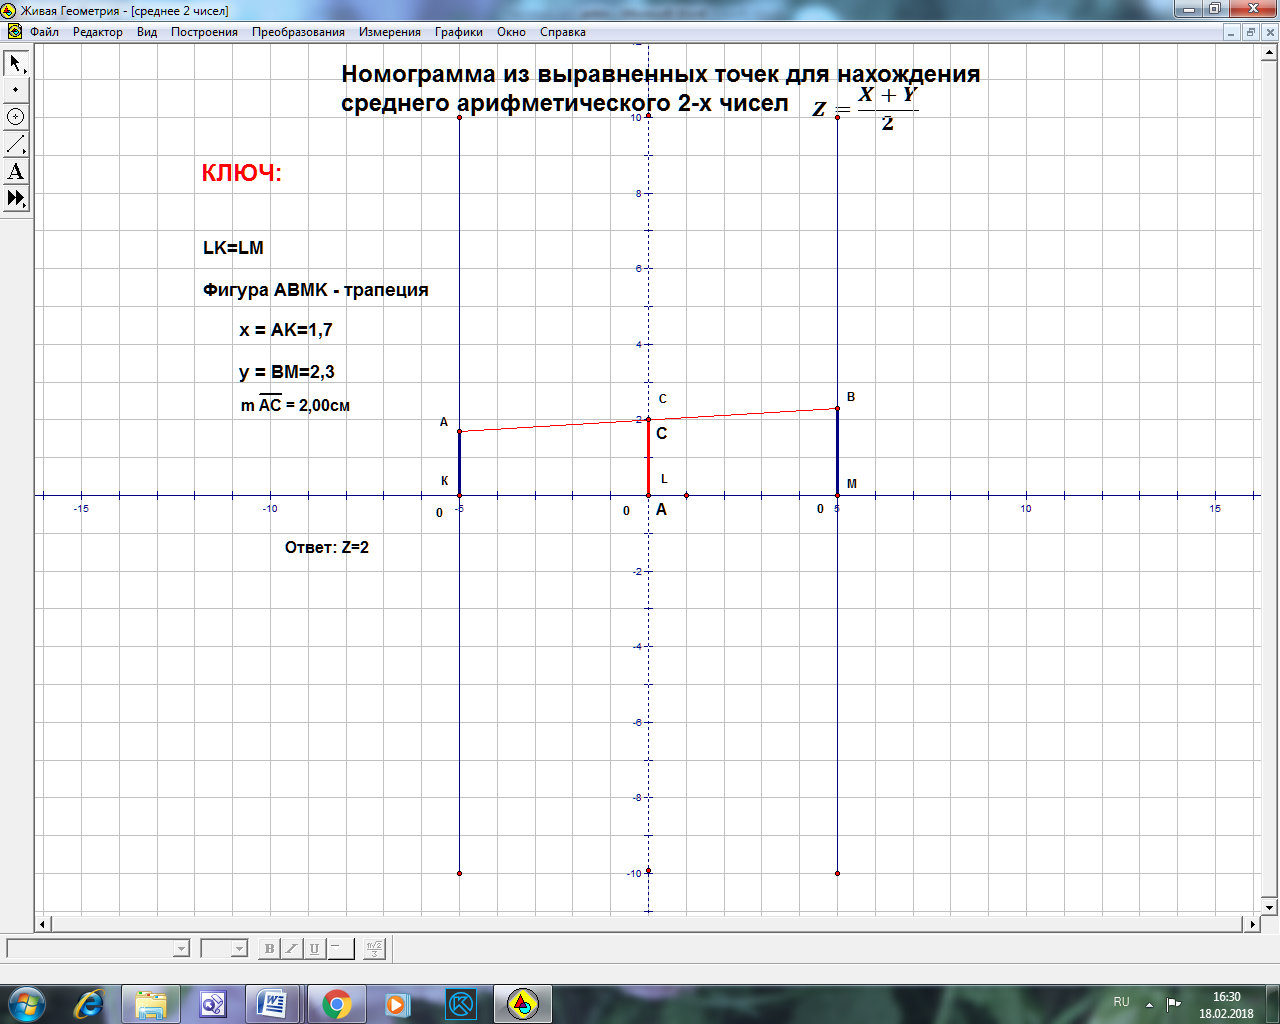 Живая Геометрия - [среднее 2 чисел]
Файл Редактор Вид Построения Преобразования Измерения Графики Окно Справка
Номограмма из выравненных точек для нахождения
среднего арифметического 2-х чисел Z = X + Y / 2
КЛЮЧ:
LK=LM
Фигура ABMK - трапеция
x = AK=1,7
y = BM=2,3
m AC = 2,00см
10
8
6
4
2
A
C
B
C
K
L
M
-15 -10 -5 5 10 15
0 0 A 0
Ответ: Z=2
-2
-4
-6
-8
-10
A
B I U
RU 16:30
18.02.2018